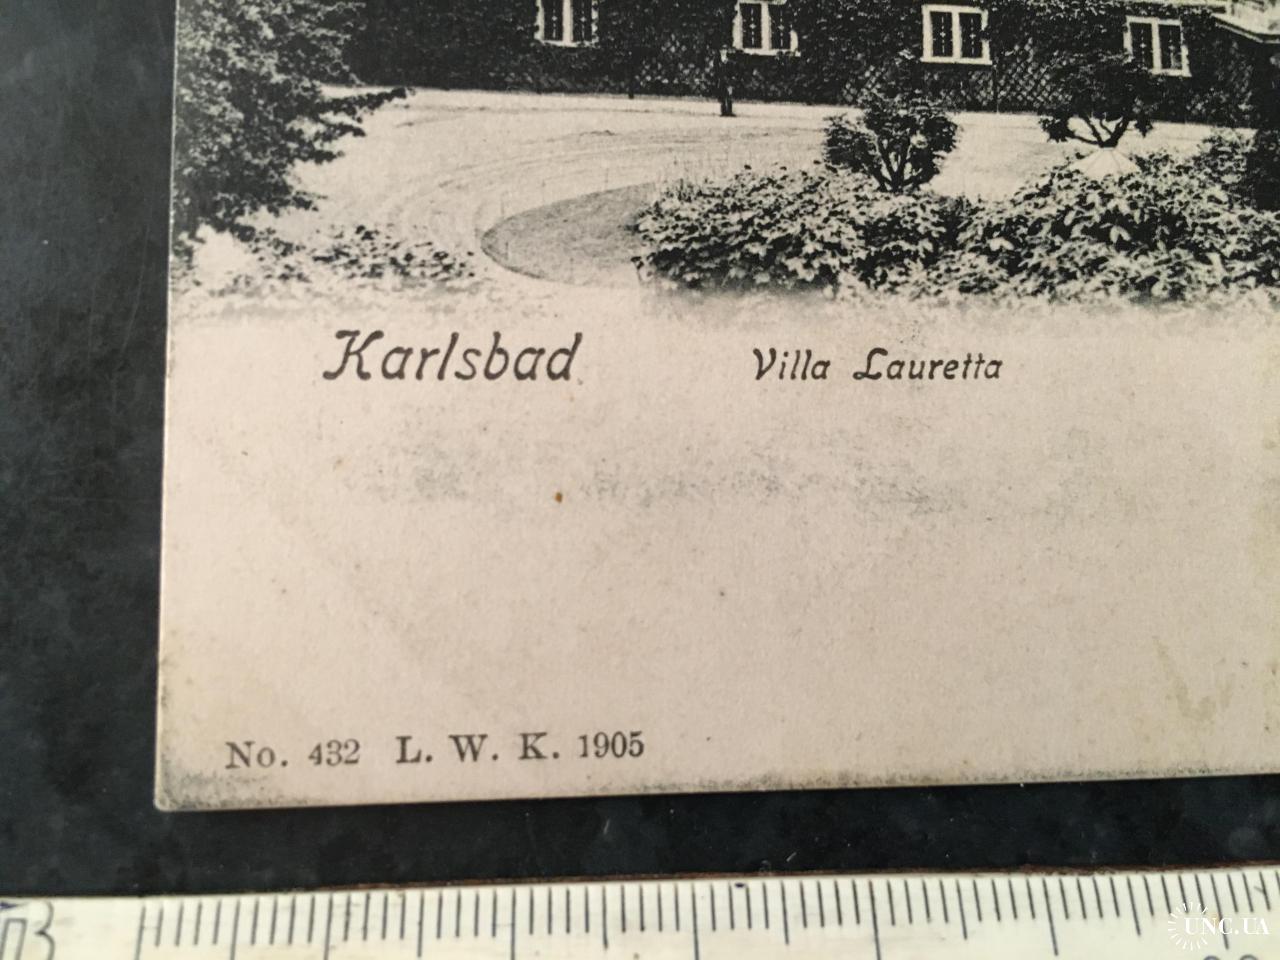 Karlsbad Villa Lauretta
No. 432 L. W. K. 1905
UNC.UA